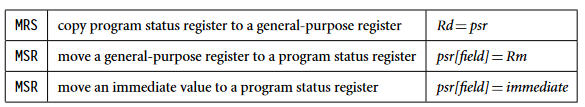 MRS copy program status register to a general-purpose register Rd = psr
MSR move a general-purpose register to a program status register psr[field] = Rm
MSR move an immediate value to a program status register psr[field] = immediate